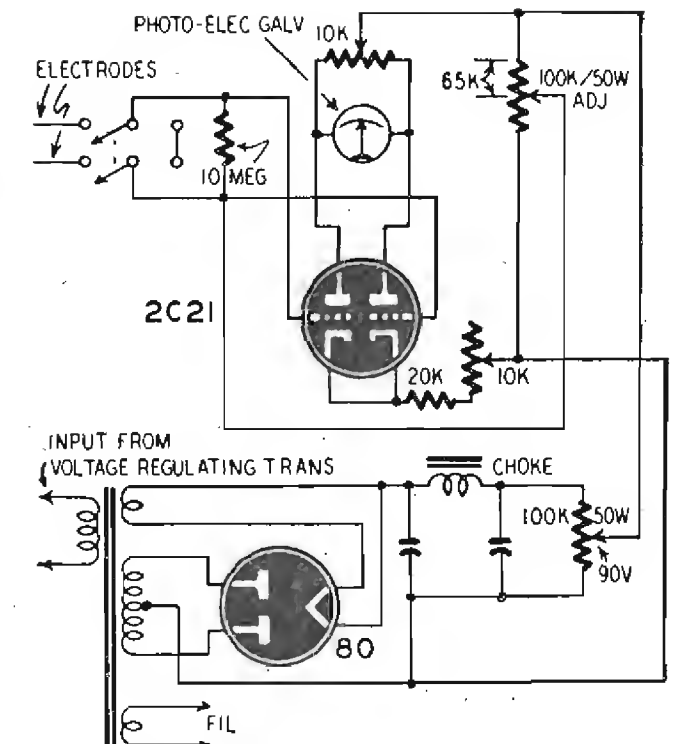 PHOTO-ELEC GALV
10K
ELECTRODES
65K
100K/50W
ADJ
10 MEG
2C21
20K
10K
INPUT FROM
VOLTAGE REGULATING TRANS
CHOKE
100K
50W
90V
80
FIL